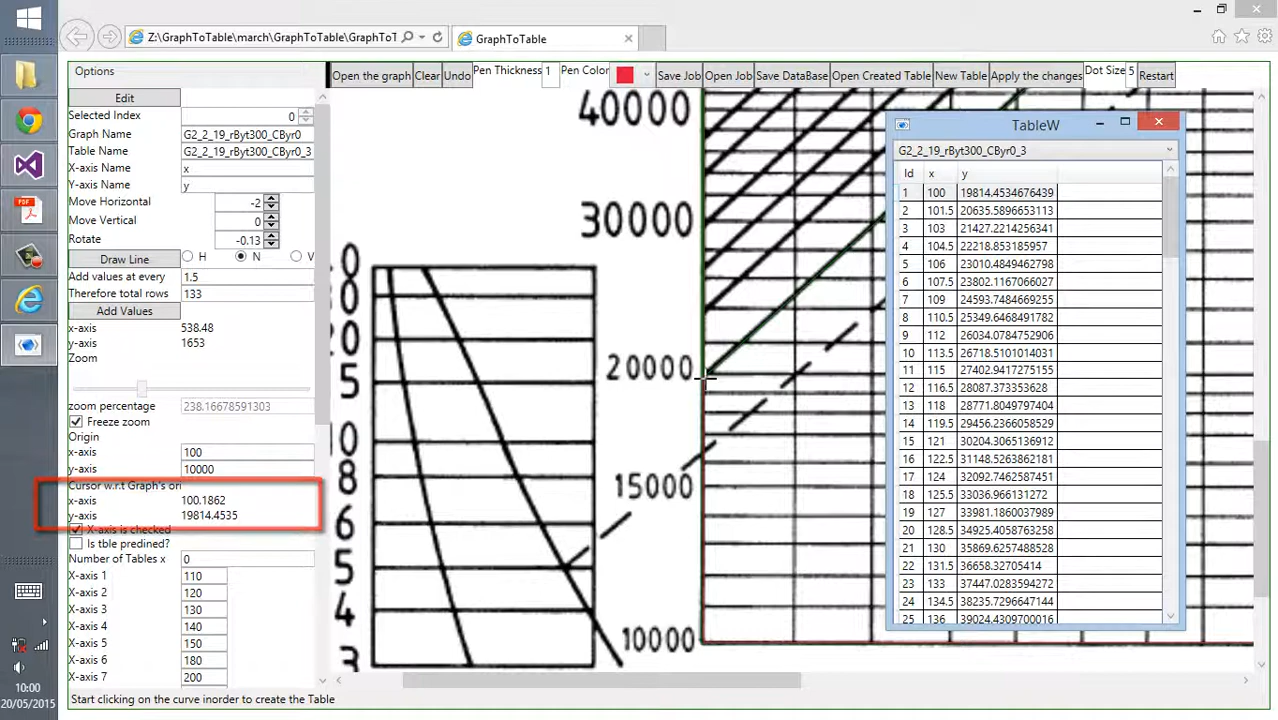 Z:\GraphToTable\march\GraphToTable\GraphToT
GraphToTable
Options
Open the graph Clear Undo Pen Thickness 1 Pen Color Save Job Open Job Save DataBase Open Created Table New Table Apply the changes Dot Size 5 Restart
Edit
Selected Index 0
Graph Name G2_2_19_rByt300_CByr0
Table Name G2_2_19_rByt300_CByr0_3
X-axis Name x
Y-axis Name y
Move Horizontal -2
Move Vertical 0
Rotate -0.13
Draw Line H N V
Add values at every 1.5
Therefore total rows 133
Add Values
x-axis 538.48
y-axis 1653
Zoom
zoom percentage 238.16678591303
Freeze zoom
Origin
x-axis 100
y-axis 10000
Cursor w.r.t Graph's ori
x-axis 100.1862
y-axis 19814.4535
X-axis is checked
Is tble predined?
Number of Tables x 0
X-axis 1 110
X-axis 2 120
X-axis 3 130
X-axis 4 140
X-axis 5 150
X-axis 6 180
X-axis 7 200
Start clicking on the curve inorder to create the Table
10:00
20/05/2015
0
30
20
15
10
8
6
5
4
3
40000
30000
20000
15000
10000
TableW
G2_2_19_rByt300_CByr0_3
Id x y
1 100 19814.4534676439
2 101.5 20635.5896653113
3 103 21427.2214256341
4 104.5 22218.853185957
5 106 23010.4849462798
6 107.5 23802.1167066027
7 109 24593.7484669255
8 110.5 25349.6468491782
9 112 26034.0784752906
10 113.5 26718.5101014031
11 115 27402.9417275155
12 116.5 28087.373353628
13 118 28771.8049797404
14 119.5 29456.2366058529
15 121 30204.3065136912
16 122.5 31148.5263862181
17 124 32092.7462587451
18 125.5 33036.966131272
19 127 33981.1860037989
20 128.5 34925.4058763258
21 130 35869.6257488528
22 131.5 36658.32705414
23 133 37447.0283594272
24 134.5 38235.7296647144
25 136 39024.4309700016